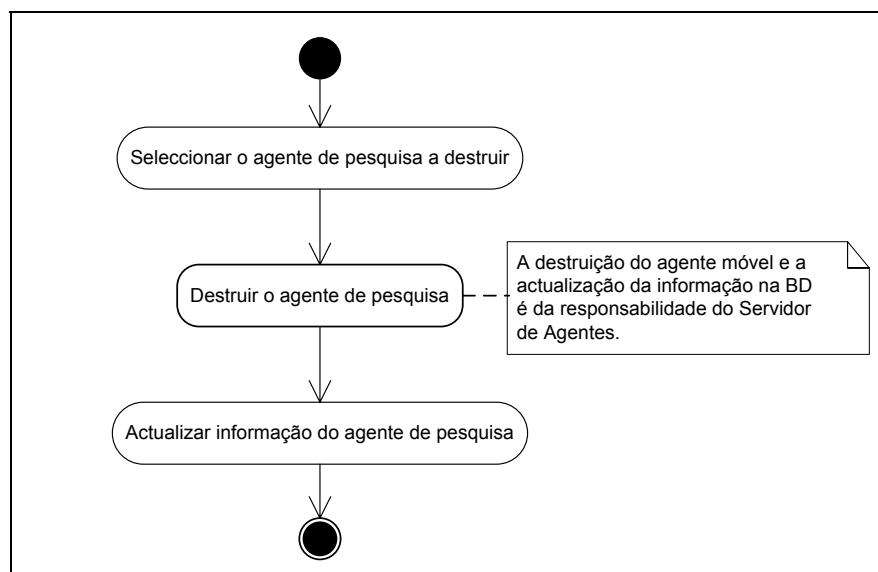 Seleccionar o agente de pesquisa a destruir
Destruir o agente de pesquisa
A destruição do agente móvel e a
actualização da informação na BD
é da responsabilidade do Servidor
de Agentes.
Actualizar informação do agente de pesquisa